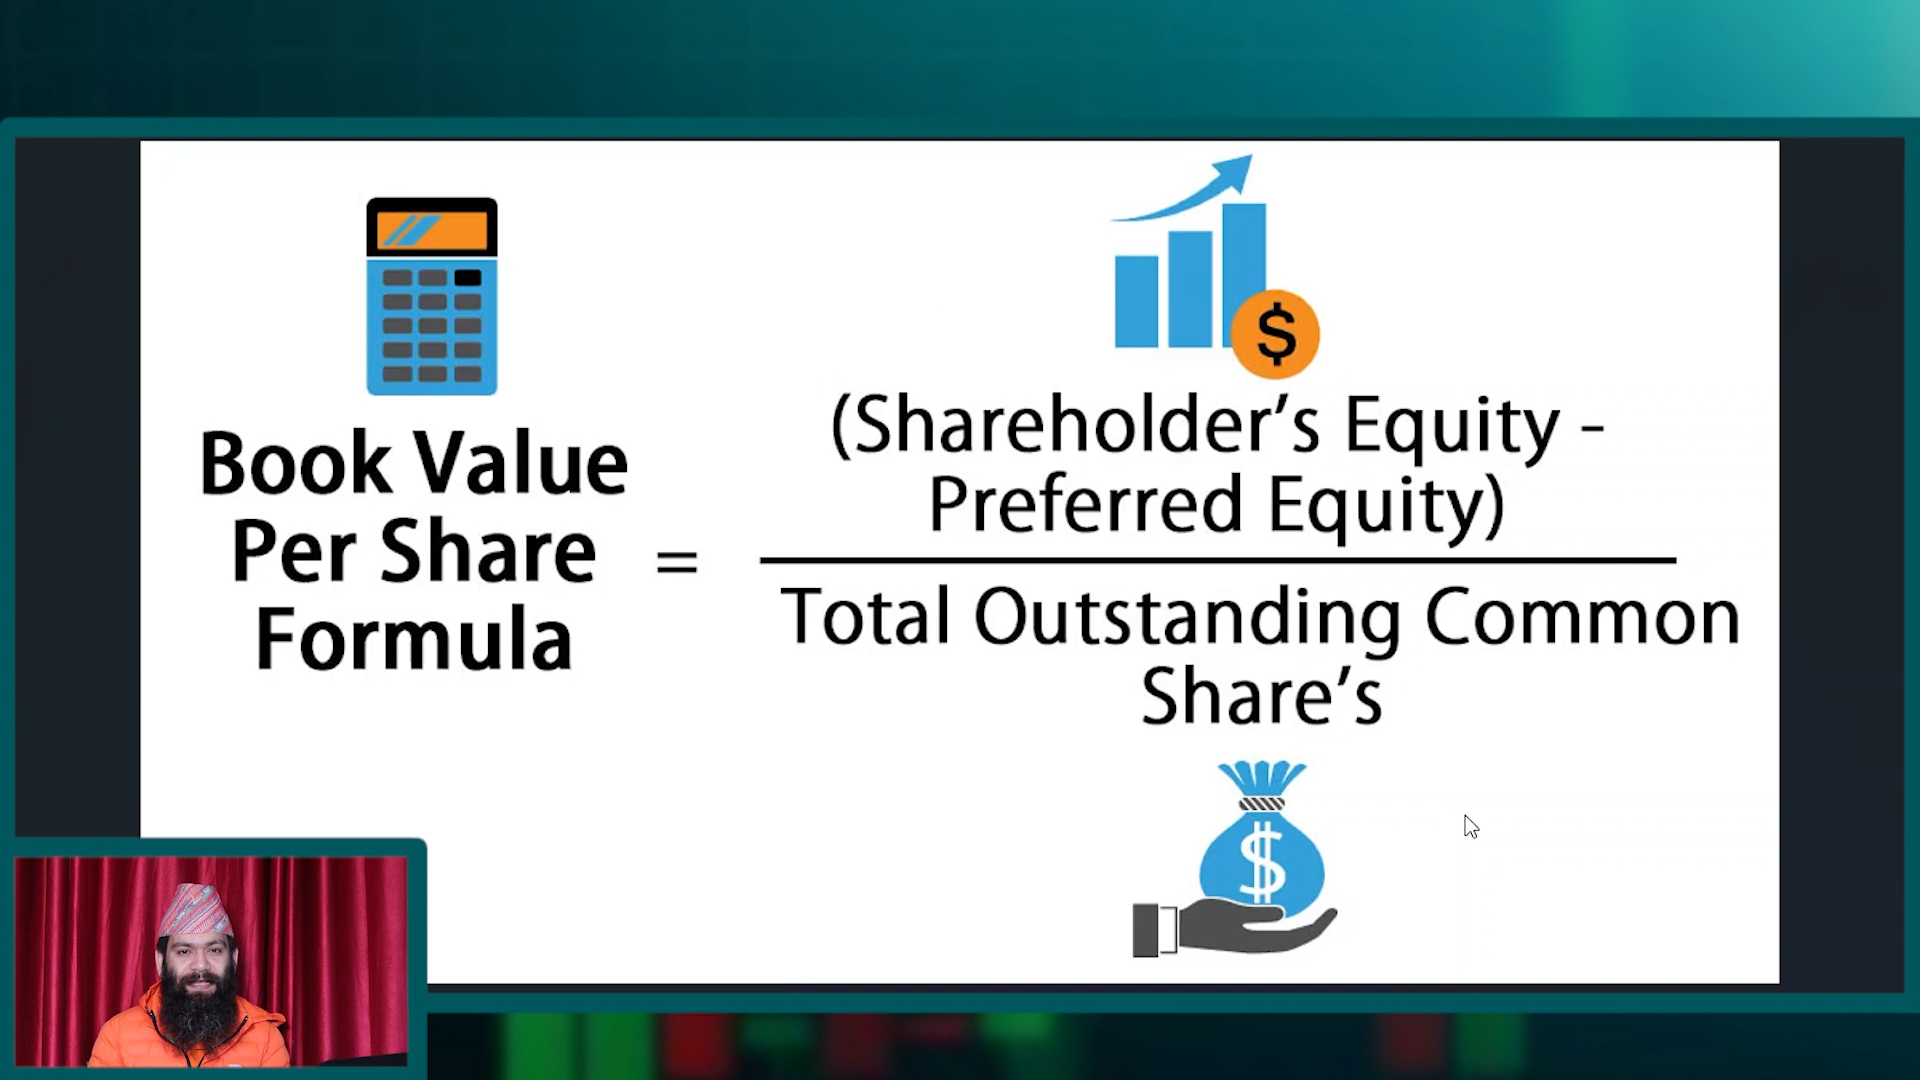 Book Value
Per Share
Formula
=
(Shareholder’s Equity -
Preferred Equity)
Total Outstanding Common
Share’s
$
$